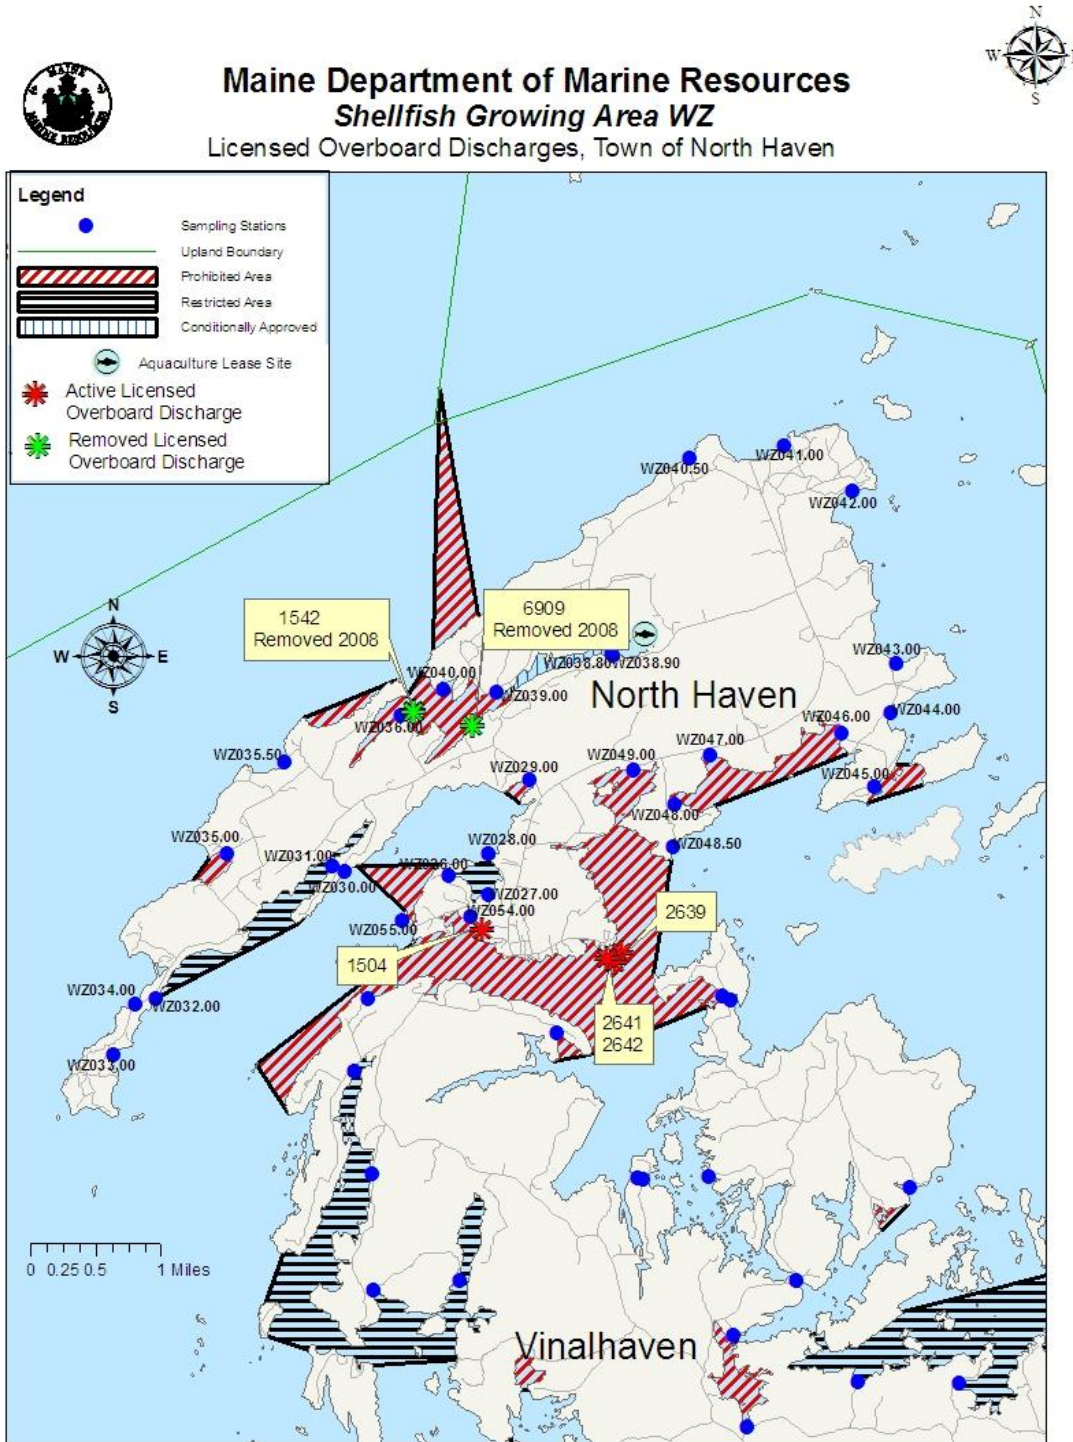 N
W
S
Maine Department of Marine Resources
Shellfish Growing Area WZ
Licensed Overboard Discharges, Town of North Haven
MAINE
Legend
Sampling Stations
Upland Boundary
Prohibited Area
Restricted Area
Conditionally Approved
Aquaculture Lease Site
Active Licensed
Overboard Discharge
Removed Licensed
Overboard Discharge
WZ040.50
WZ041.00
WZ042.00
1542
Removed 2008
6909
Removed 2008
N
W E
S
WZ038.80
WZ038.90
WZ043.00
WZ040.00
WZ039.00
North Haven
WZ036.00
WZ044.00
WZ046.00
WZ035.50
WZ047.00
WZ049.00
WZ029.00
WZ045.00
WZ048.00
WZ035.00
WZ028.00
WZ048.50
WZ031.00
WZ030.00
WZ027.00
WZ054.00
2639
WZ055.00
1504
WZ034.00
WZ032.00
2641
2642
WZ033.00
0 0.25 0.5 1 Miles
Vinalhaven